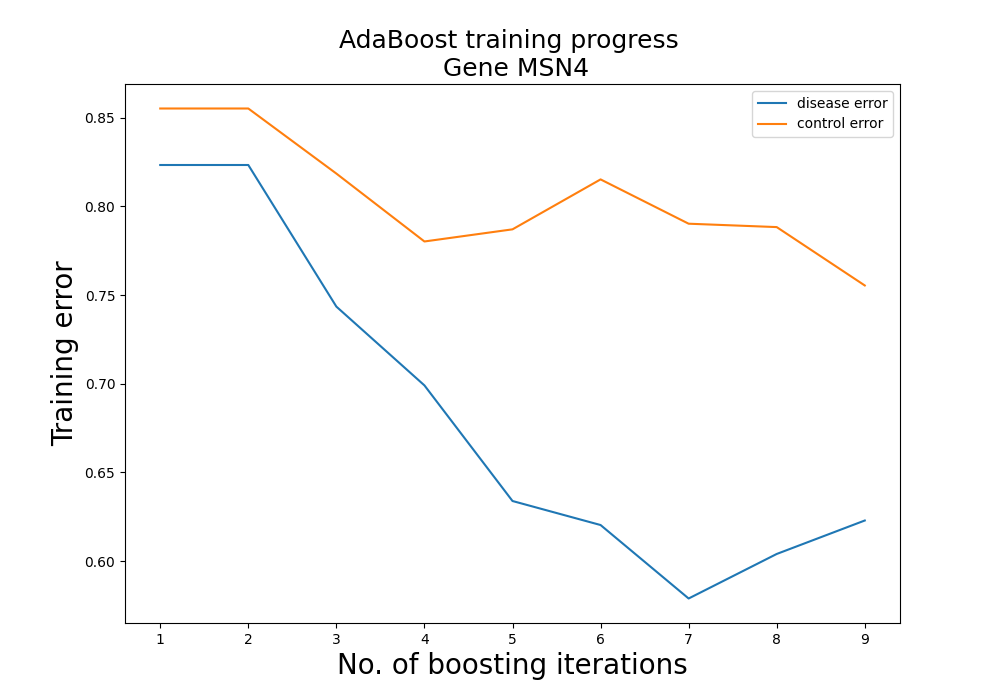 AdaBoost training progress
Gene MSN4
disease error
control error
0.85
0.80
0.75
0.70
0.65
0.60
Training error
1 2 3 4 5 6 7 8 9
No. of boosting iterations